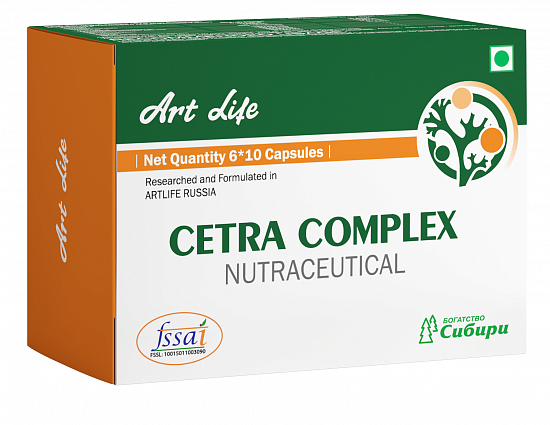 Art Life
Art Life
Net Quantity 6*10 Capsules
Researched and Formulated in
ARTLIFE RUSSIA
CETRA COMPLEX
NUTRACEUTICAL
fssai
FSSL: 10015011003090
БОГАТСТВО
Сибири